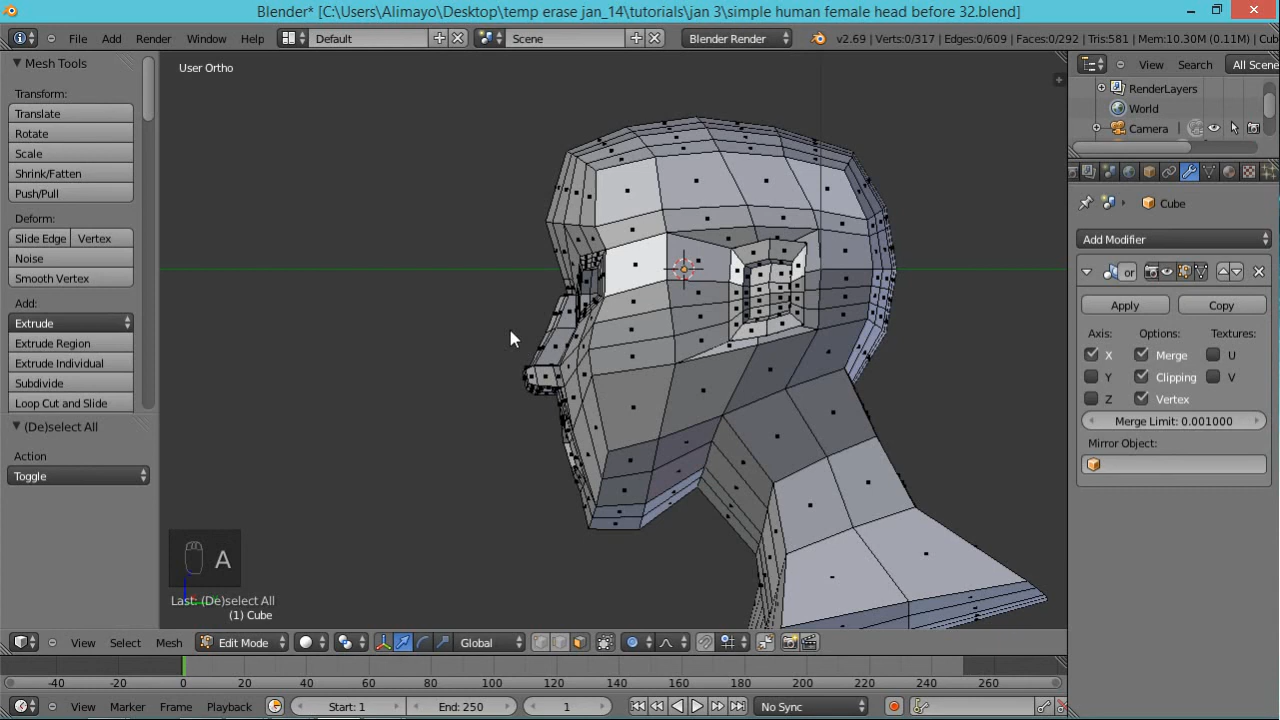 Blender* [C:\Users\Alimayo\Desktop\temp erase jan_14\tutorials\jan 3\simple human female head before 32.blend]
File Add Render Window Help Default Scene Blender Render v2.69 | Verts:0/317 | Edges:0/609 | Faces:0/292 | Tris:581 | Mem:10.30M (0.11M) | Cub
Mesh Tools
Transform:
Translate
Rotate
Scale
Shrink/Fatten
Push/Pull
Deform:
Slide Edge Vertex
Noise
Smooth Vertex
Extrude
Extrude Region
Extrude Individual
Subdivide
Loop Cut and Slide
(De)select All
Action
Toggle
User Ortho
A
Last: (De)select All
(1) Cube
View Search All Scene
RenderLayers
World
Camera
Cube
Add Modifier
or
Apply Copy
Axis: Options: Textures:
X Merge U
Y Clipping V
Z Vertex
Merge Limit: 0.001000
Mirror Object:
View Select Mesh Edit Mode Global
-40 -20 0 20 40 60 80 100 120 140 160 180 200 220 240 260
View Marker Frame Playback Start: 1 End: 250 1 No Sync